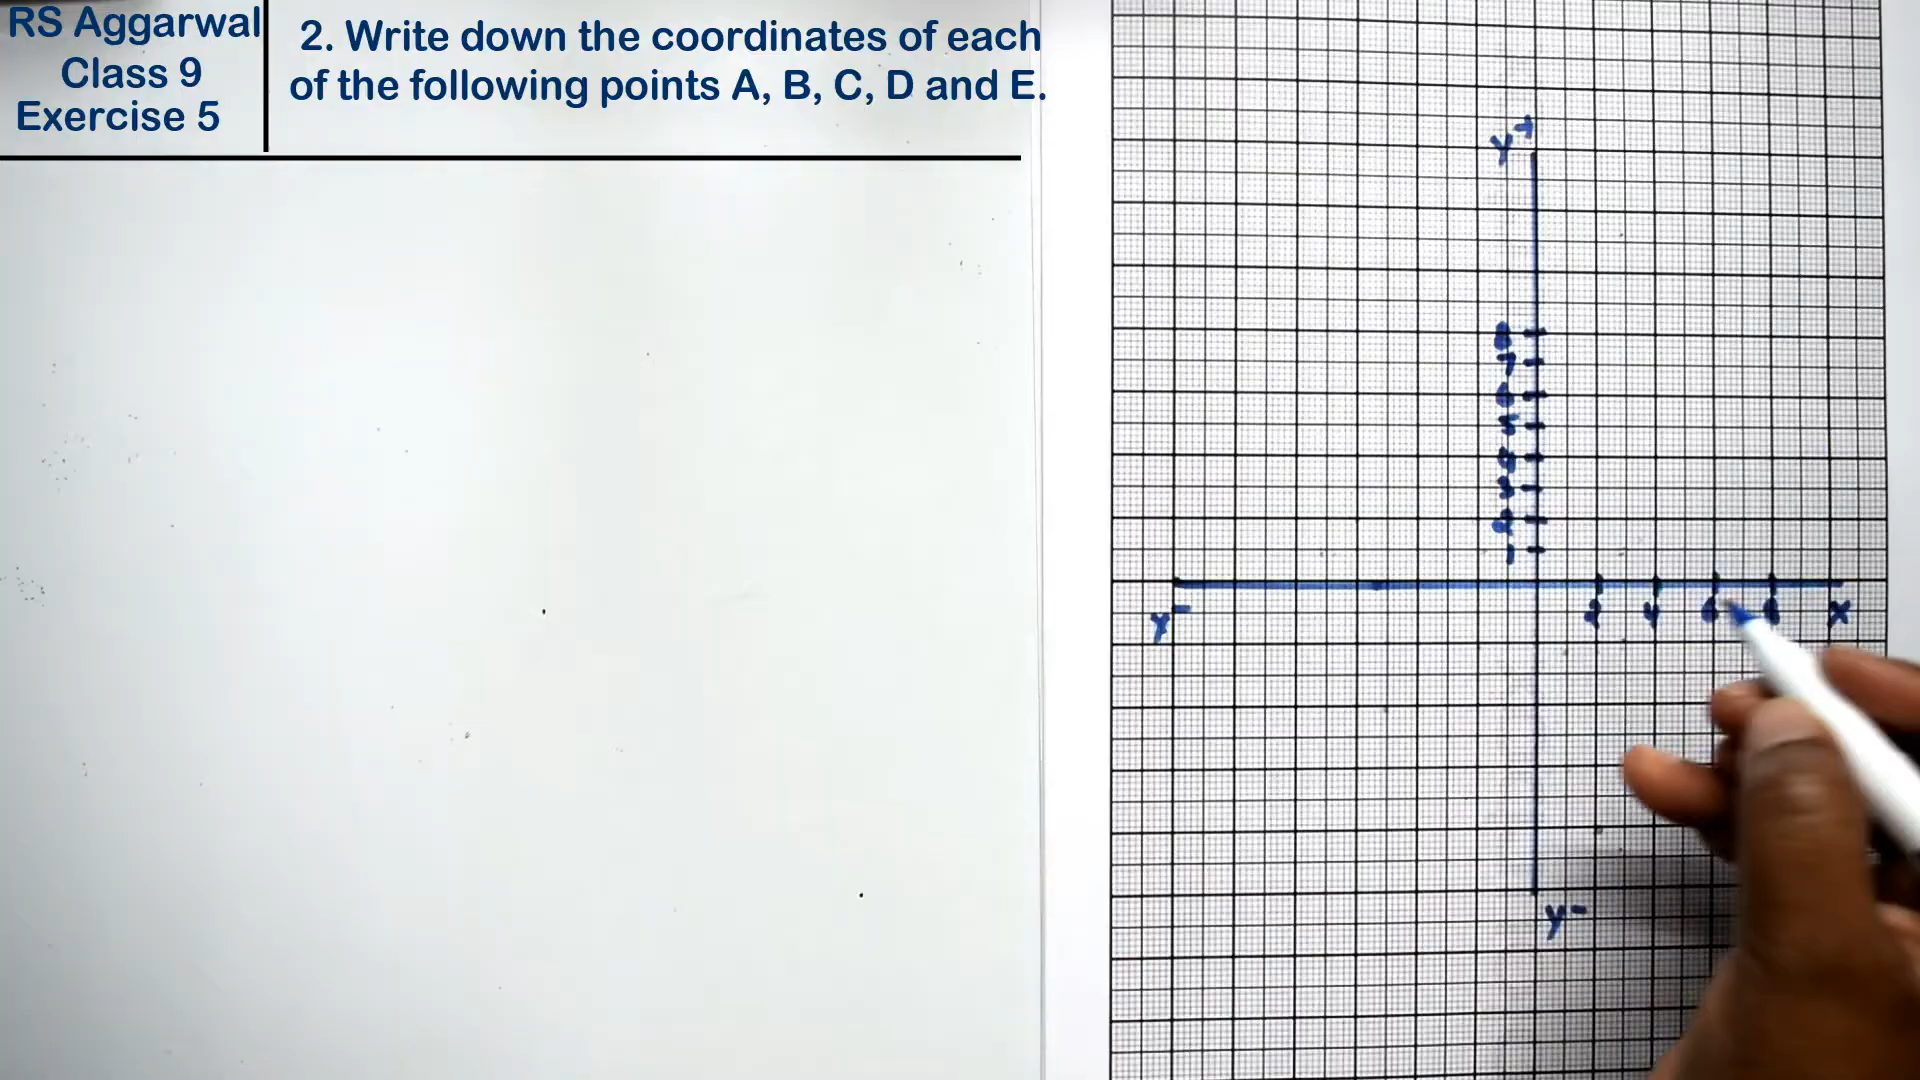 RS Aggarwal
Class 9
Exercise 5
2. Write down the coordinates of each
of the following points A, B, C, D and E.
Y+
8
7
6
5
4
3
2
1
2 4 6 8 X
X-
Y-